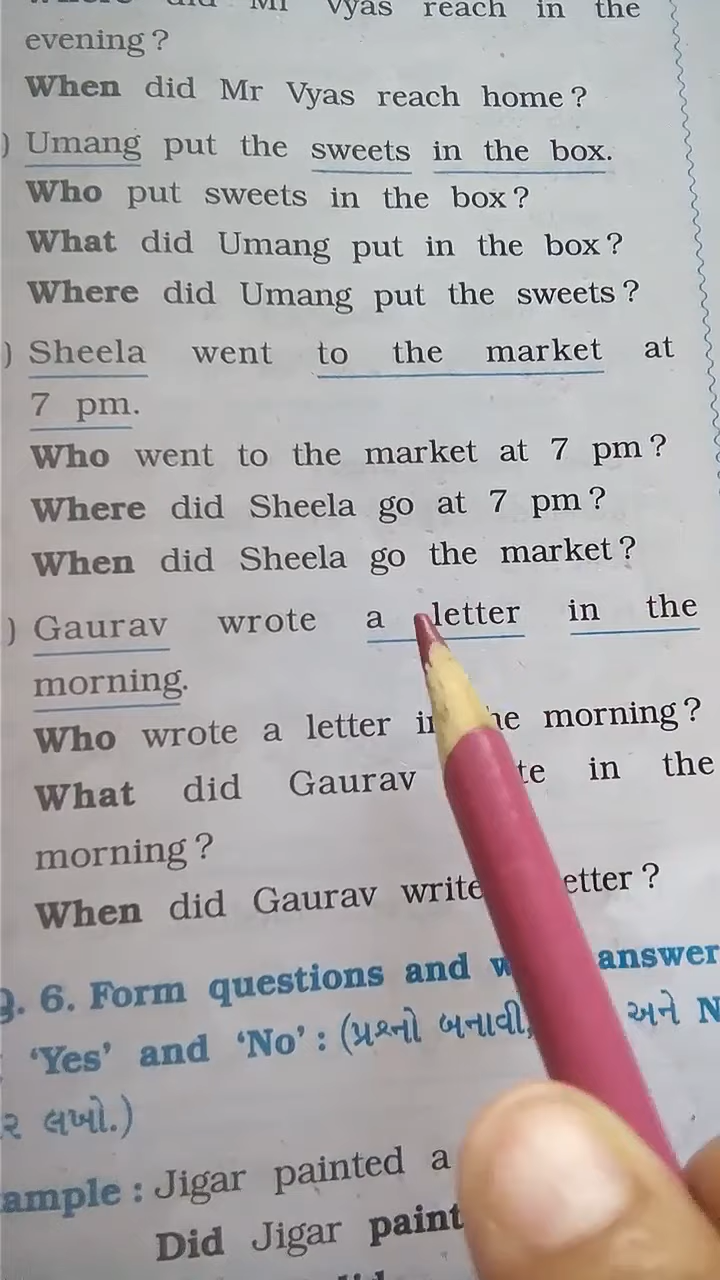 did Mr Vyas reach in the
evening?
When did Mr Vyas reach home?
) Umang put the sweets in the box.
Who put sweets in the box?
What did Umang put in the box?
Where did Umang put the sweets?
) Sheela went to the market at
7 pm.
Who went to the market at 7 pm?
Where did Sheela go at 7 pm?
When did Sheela go the market?
) Gaurav wrote a letter in the
morning.
Who wrote a letter in morning?
What did Gaurav in the
morning?
When did Gaurav write ?
Q. 6. Form questions and answer
'Yes' and 'No': (પ્રશ્નો બનાવી, અને N
ર લખો.)
ample: Jigar painted a
Did Jigar paint